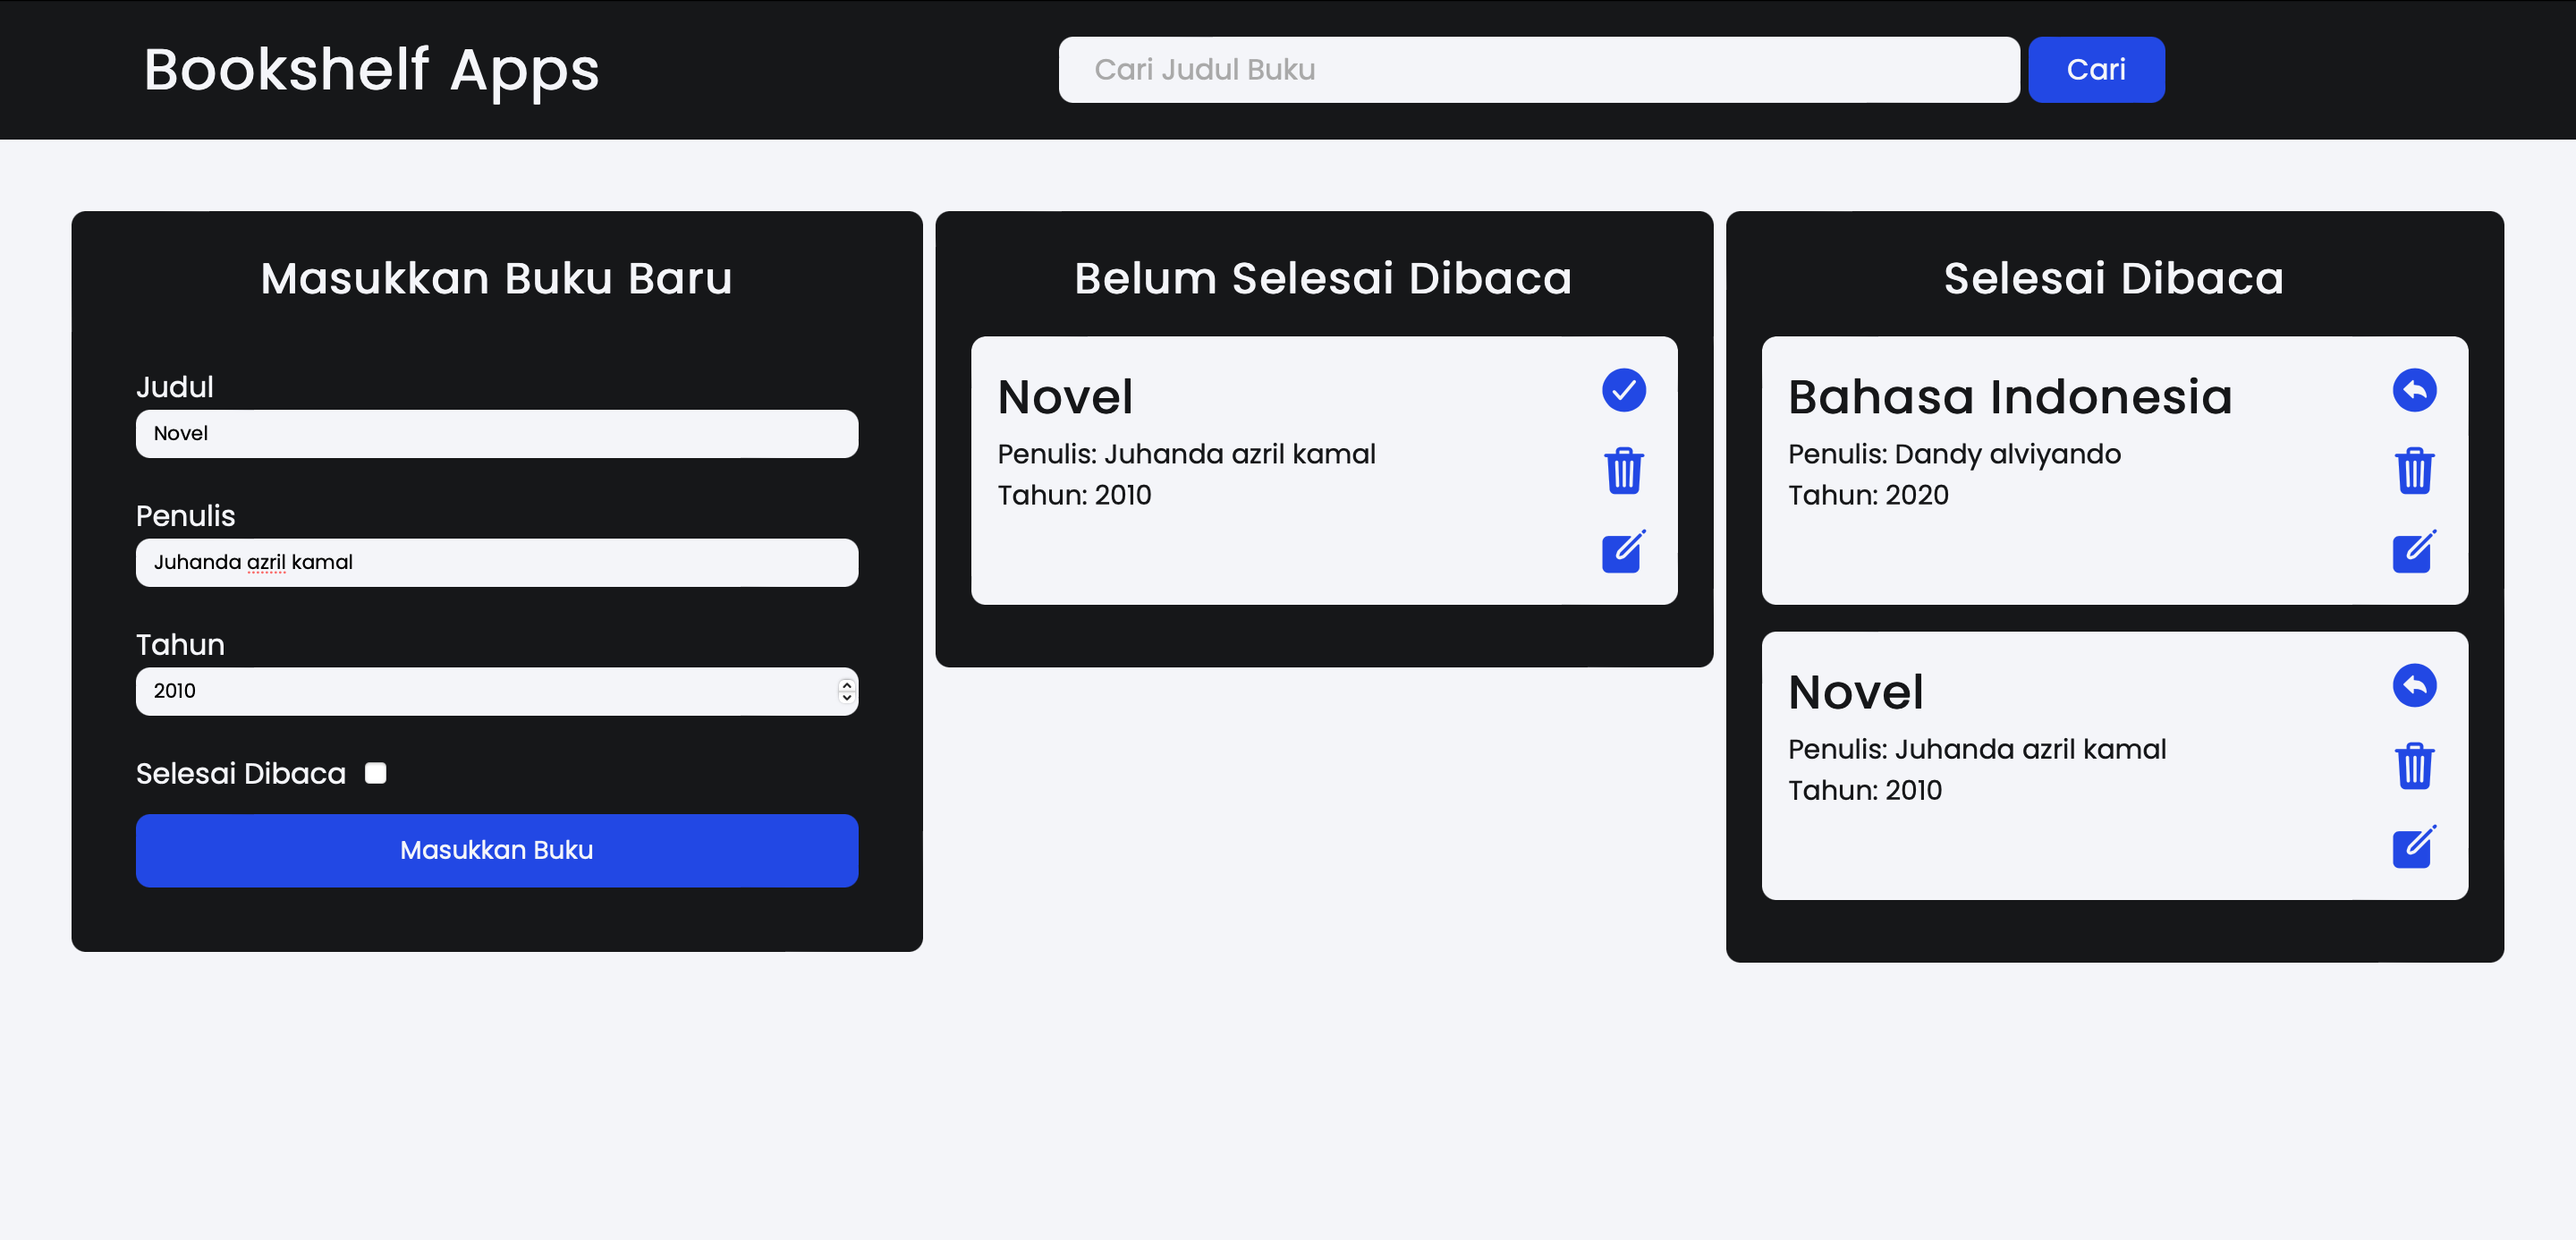 Bookshelf Apps
Cari Judul Buku
Cari
Masukkan Buku Baru
Judul
Novel
Penulis
Juhanda azril kamal
Tahun
2010
Selesai Dibaca
Masukkan Buku
Belum Selesai Dibaca
Novel
Penulis: Juhanda azril kamal
Tahun: 2010
Selesai Dibaca
Bahasa Indonesia
Penulis: Dandy alviyando
Tahun: 2020
Novel
Penulis: Juhanda azril kamal
Tahun: 2010